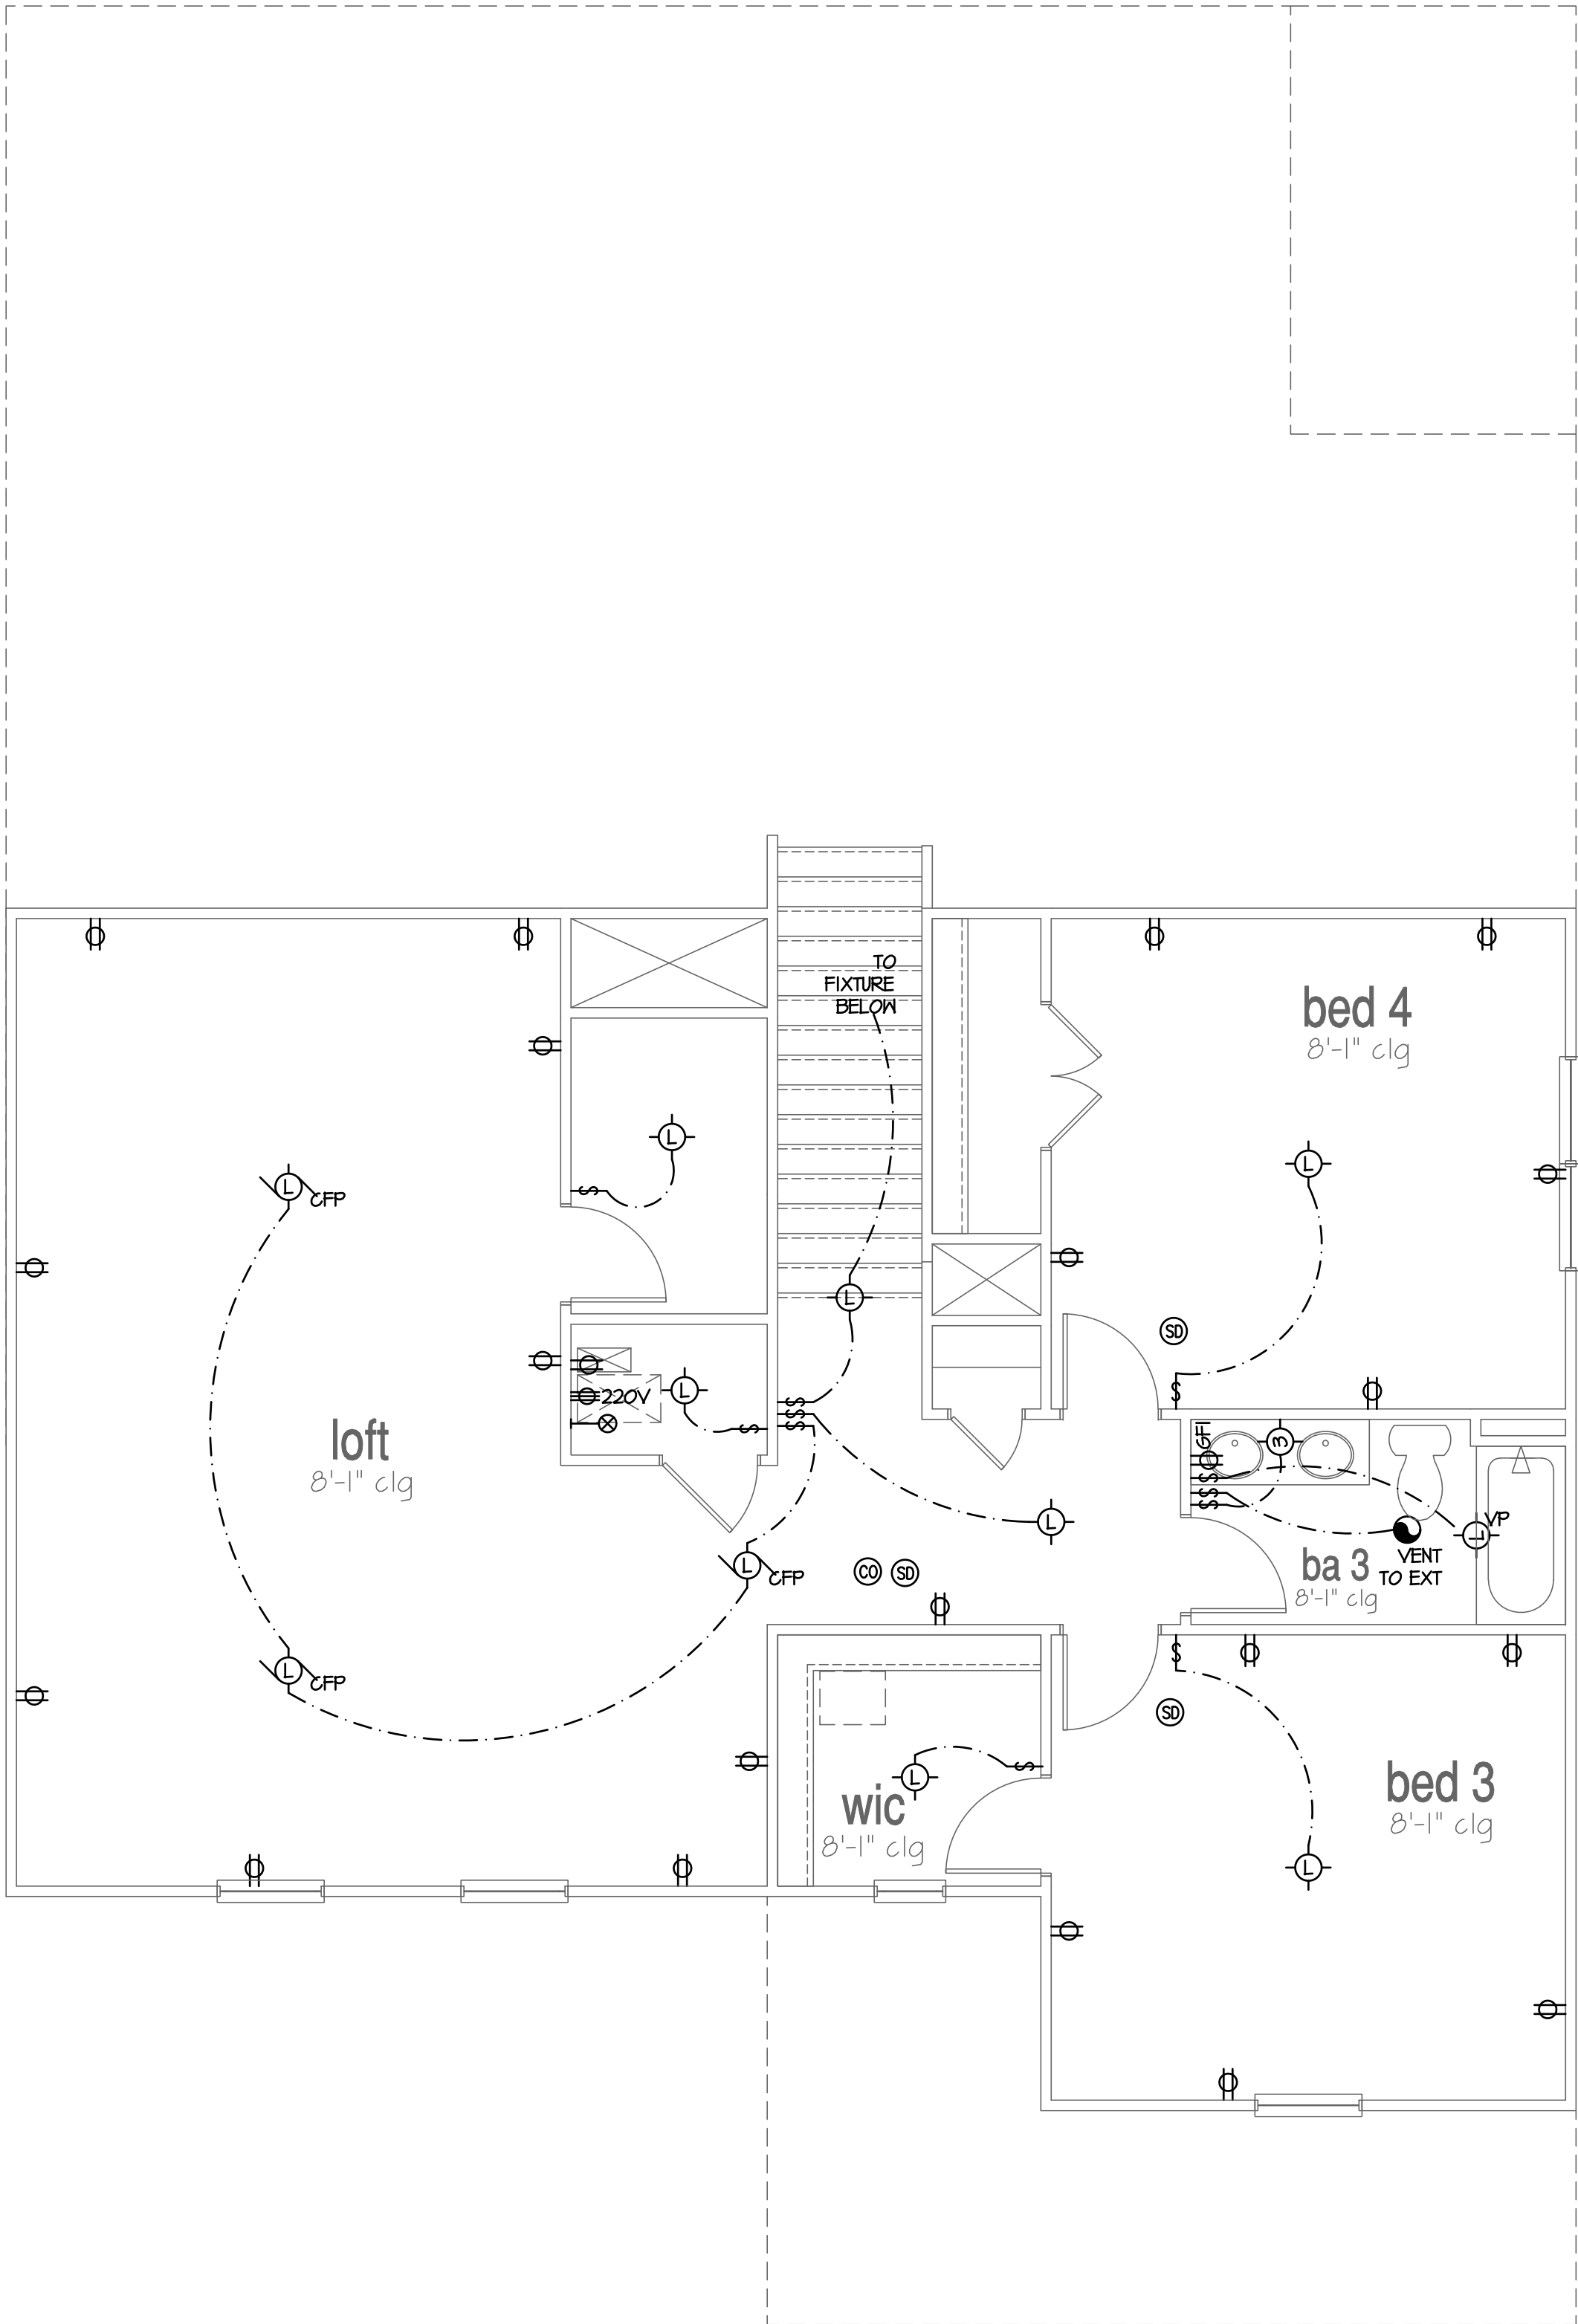 TO
FIXTURE
BELOW
bed 4
8'-1" clg
L
L
CFP
L
L
SD
S
S
220V
L
S
S
S
S
S
GFI
3
S
S
S
loft
8'-1" clg
L
L
VP
VENT
TO EXT
ba 3
8'-1" clg
L
CFP
CO
SD
L
CFP
S
SD
S
L
wic
8'-1" clg
bed 3
8'-1" clg
L